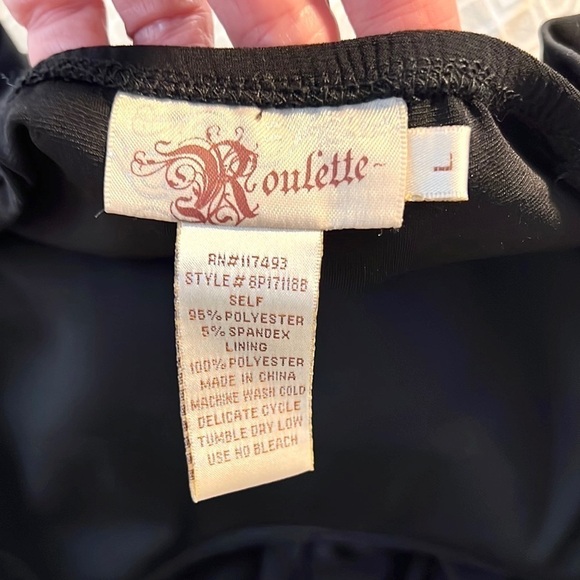 Roulette
L
RN#117493
STYLE# 8P17118B
SELF
95% POLYESTER
5% SPANDEX
LINING
100% POLYESTER
MADE IN CHINA
MACHINE WASH COLD
DELICATE CYCLE
TUMBLE DRY LOW
USE NO BLEACH